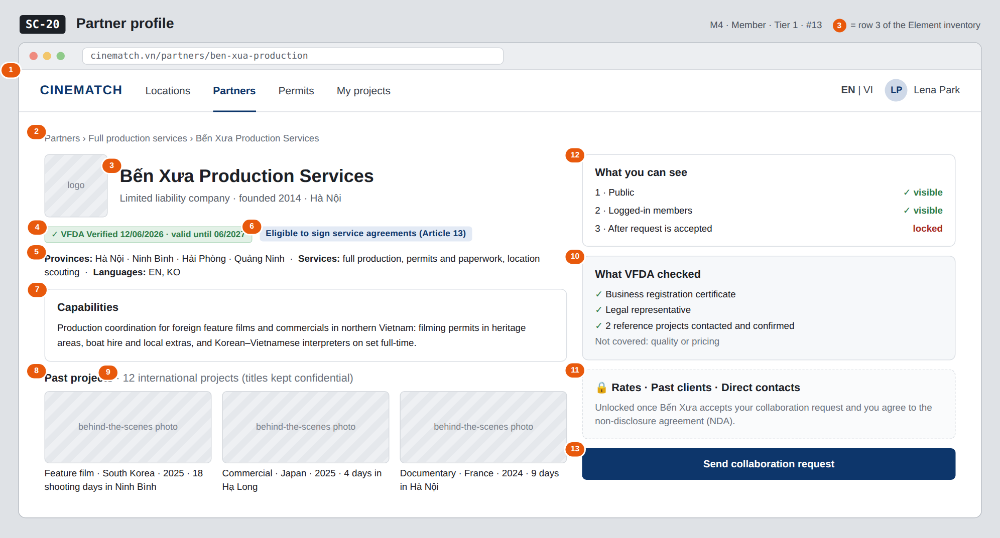 SC-20 Partner profile
M4 · Member · Tier 1 · #13 3 = row 3 of the Element inventory
cinematch.vn/partners/ben-xua-production
1
CINEMATCH Locations Partners Permits My projects EN | VI LP Lena Park
2
Partners › Full production services › Bến Xưa Production Services
logo
3
Bến Xưa Production Services
Limited liability company · founded 2014 · Hà Nội
4
✓ VFDA Verified 12/06/2026 · valid until 06/2027
6
Eligible to sign service agreements (Article 13)
5
Provinces: Hà Nội · Ninh Bình · Hải Phòng · Quảng Ninh · Services: full production, permits and paperwork, location
scouting · Languages: EN, KO
7
Capabilities
Production coordination for foreign feature films and commercials in northern Vietnam: filming permits in heritage
areas, boat hire and local extras, and Korean–Vietnamese interpreters on set full-time.
8
9
Past projects · 12 international projects (titles kept confidential)
behind-the-scenes photo
Feature film · South Korea · 2025 · 18
shooting days in Ninh Bình
behind-the-scenes photo
Commercial · Japan · 2025 · 4 days in
Hạ Long
behind-the-scenes photo
Documentary · France · 2024 · 9 days
in Hà Nội
12
What you can see
1 · Public ✓ visible
2 · Logged-in members ✓ visible
3 · After request is accepted locked
10
What VFDA checked
✓ Business registration certificate
✓ Legal representative
✓ 2 reference projects contacted and confirmed
Not covered: quality or pricing
11
🔒 Rates · Past clients · Direct contacts
Unlocked once Bến Xưa accepts your collaboration request and you agree to the
non-disclosure agreement (NDA).
13
Send collaboration request